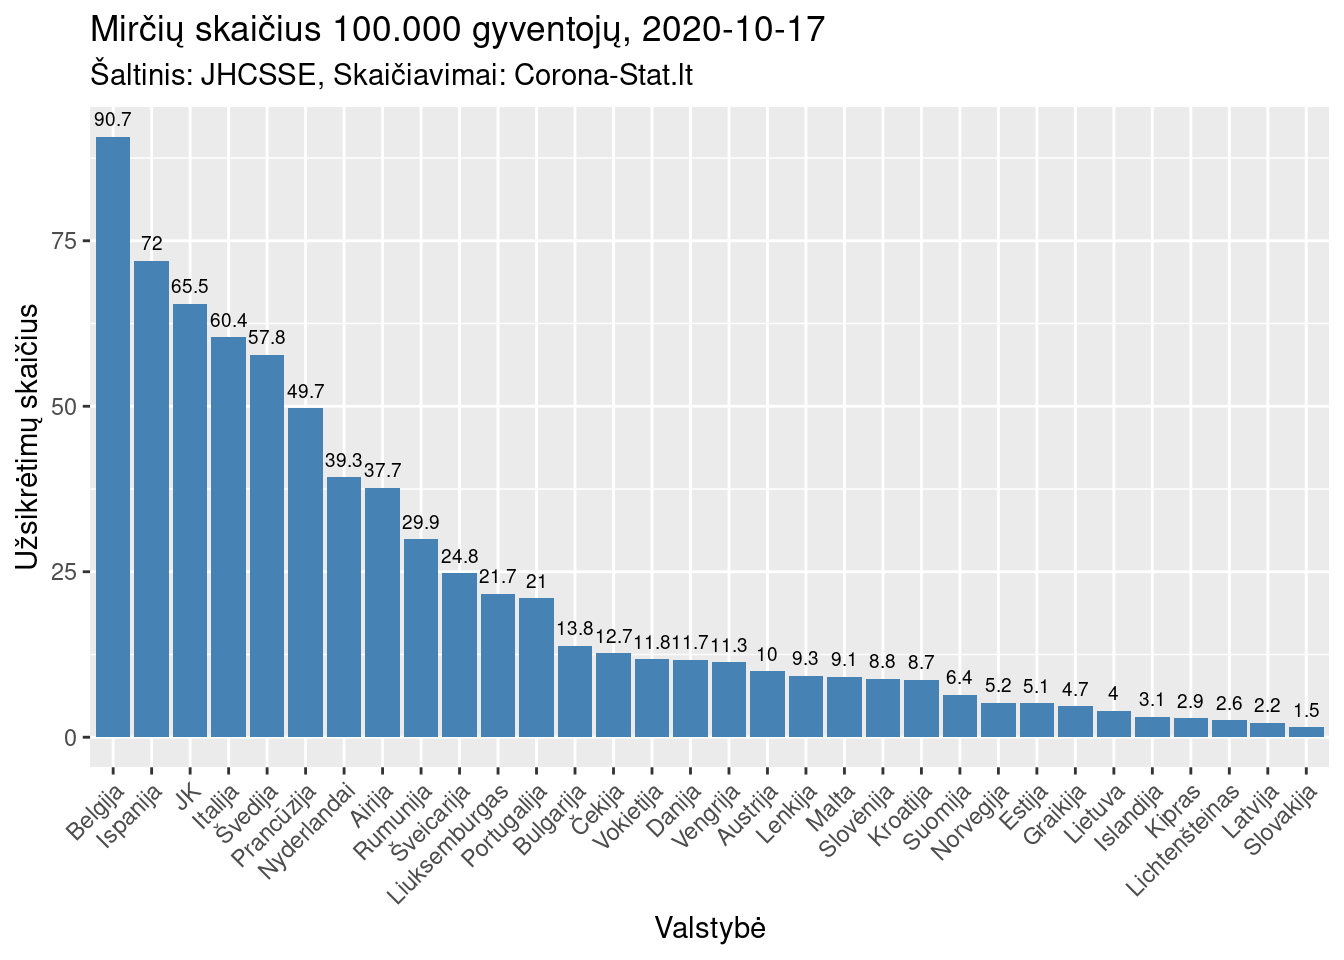 Mirčių skaičius 100.000 gyventojų, 2020-10-17
Šaltinis: JHCSSE, Skaičiavimai: Corona-Stat.lt
Užsikrėtimų skaičius
75
50
25
0
90.7
72
65.5
60.4
57.8
49.7
39.3
37.7
29.9
24.8
21.7
21
13.8
12.7
11.8
11.7
11.3
10
9.3
9.1
8.8
8.7
6.4
5.2
5.1
4.7
4
3.1
2.9
2.6
2.2
1.5
Belgija
Ispanija
JK
Italija
Švedija
Prancūzija
Nyderlandai
Airija
Rumunija
Šveicarija
Liuksemburgas
Portugalija
Bulgarija
Čekija
Vokietija
Danija
Vengrija
Austrija
Lenkija
Malta
Slovėnija
Kroatija
Suomija
Norvegija
Estija
Graikija
Lietuva
Islandija
Kipras
Lichtenšteinas
Latvija
Slovakija
Valstybė